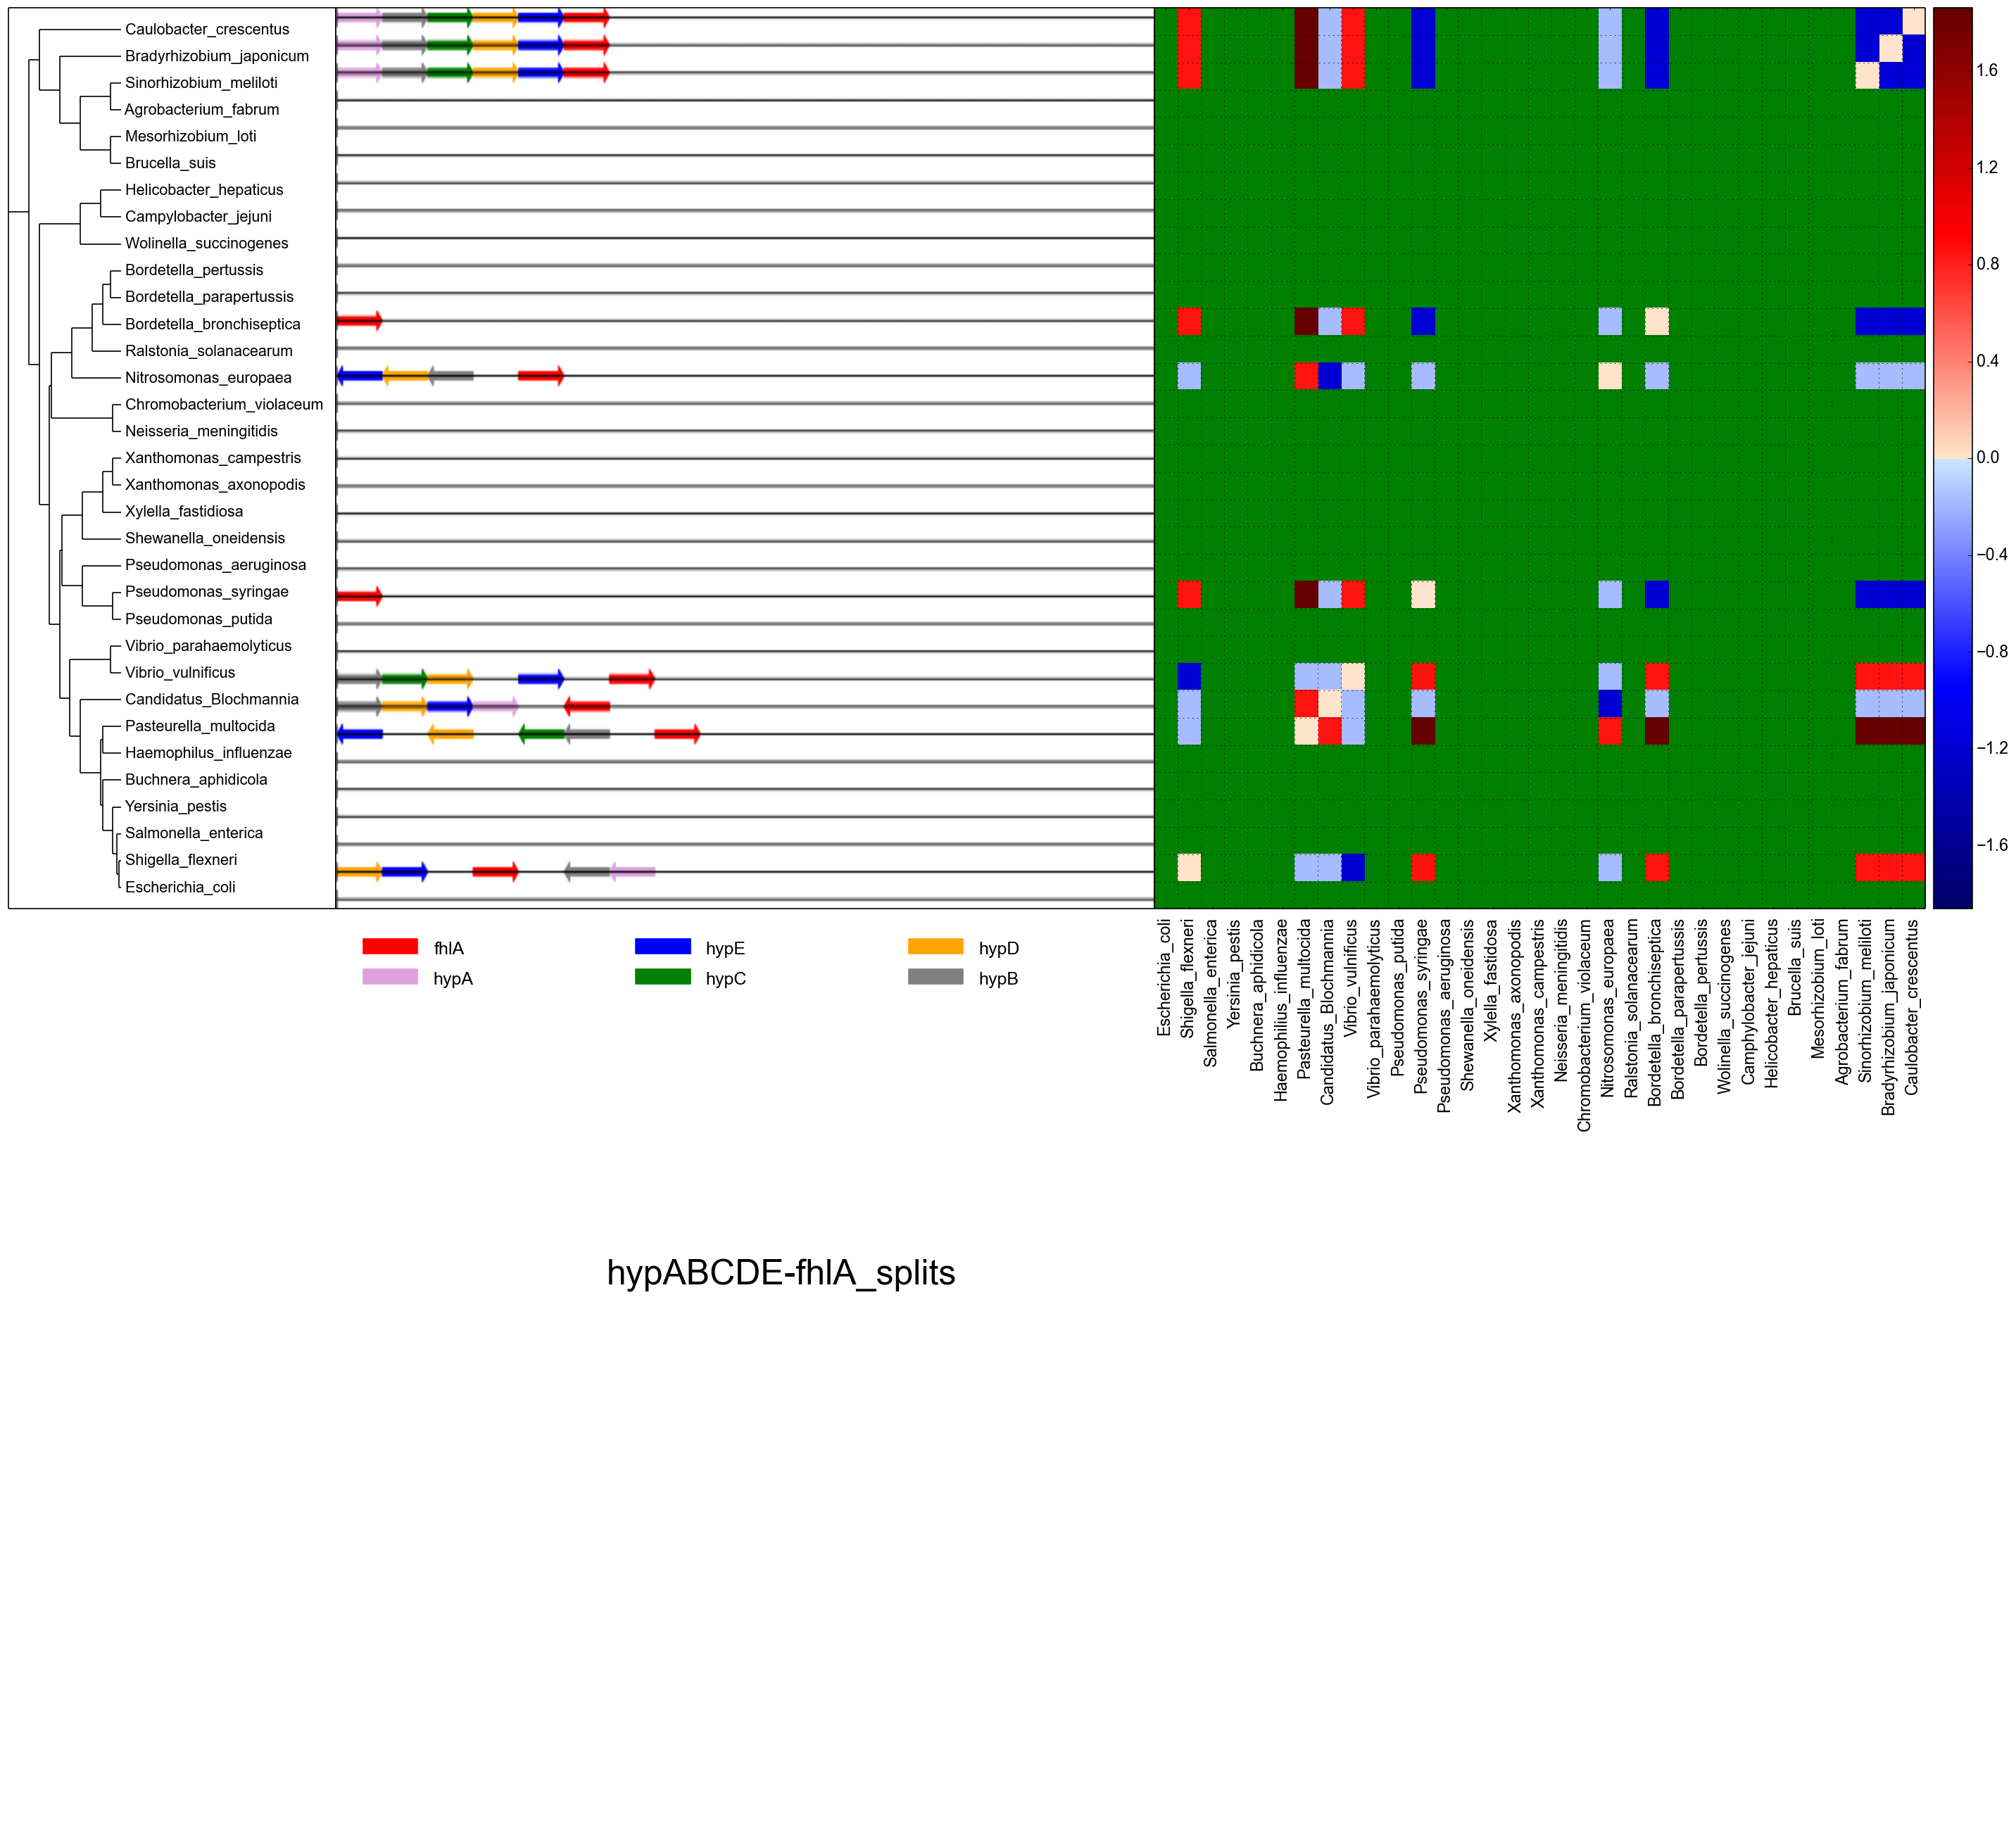 Caulobacter_crescentus
Bradyrhizobium_japonicum
Sinorhizobium_meliloti
Agrobacterium_fabrum
Mesorhizobium_loti
Brucella_suis
Helicobacter_hepaticus
Campylobacter_jejuni
Wolinella_succinogenes
Bordetella_pertussis
Bordetella_parapertussis
Bordetella_bronchiseptica
Ralstonia_solanacearum
Nitrosomonas_europaea
Chromobacterium_violaceum
Neisseria_meningitidis
Xanthomonas_campestris
Xanthomonas_axonopodis
Xylella_fastidiosa
Shewanella_oneidensis
Pseudomonas_aeruginosa
Pseudomonas_syringae
Pseudomonas_putida
Vibrio_parahaemolyticus
Vibrio_vulnificus
Candidatus_Blochmannia
Pasteurella_multocida
Haemophilus_influenzae
Buchnera_aphidicola
Yersinia_pestis
Salmonella_enterica
Shigella_flexneri
Escherichia_coli
1.6
1.2
0.8
0.4
0.0
−0.4
−0.8
−1.2
−1.6
fhlA hypE hypD
hypA hypC hypB
Escherichia_coli
Shigella_flexneri
Salmonella_enterica
Yersinia_pestis
Buchnera_aphidicola
Haemophilus_influenzae
Pasteurella_multocida
Candidatus_Blochmannia
Vibrio_vulnificus
Vibrio_parahaemolyticus
Pseudomonas_putida
Pseudomonas_syringae
Pseudomonas_aeruginosa
Shewanella_oneidensis
Xylella_fastidiosa
Xanthomonas_axonopodis
Xanthomonas_campestris
Neisseria_meningitidis
Chromobacterium_violaceum
Nitrosomonas_europaea
Ralstonia_solanacearum
Bordetella_bronchiseptica
Bordetella_parapertussis
Bordetella_pertussis
Wolinella_succinogenes
Camphylobacter_jejuni
Helicobacter_hepaticus
Brucella_suis
Mesorhizobium_loti
Agrobacterium_fabrum
Sinorhizobium_meliloti
Bradyrhizobium_japonicum
Caulobacter_crescentus
hypABCDE-fhlA_splits